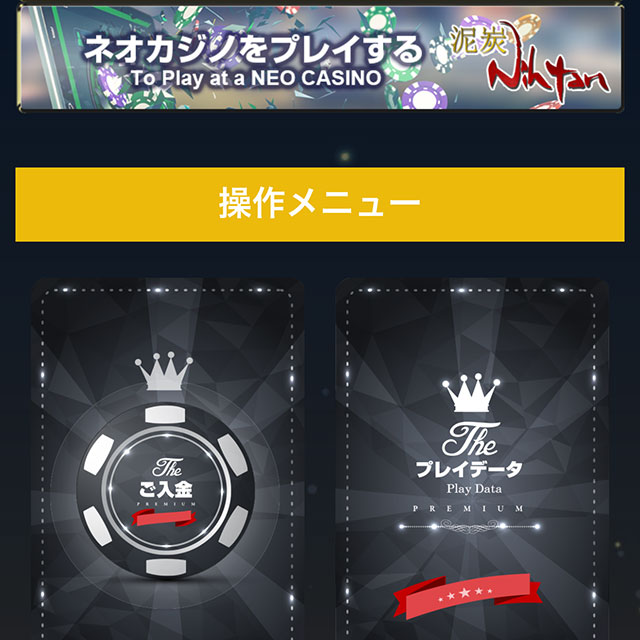 ネオカジノをプレイする
To Play at a NEO CASINO
泥炭
Nihtan
操作メニュー
The
ご入金
PREMIUM
The
プレイデータ
Play Data
PREMIUM